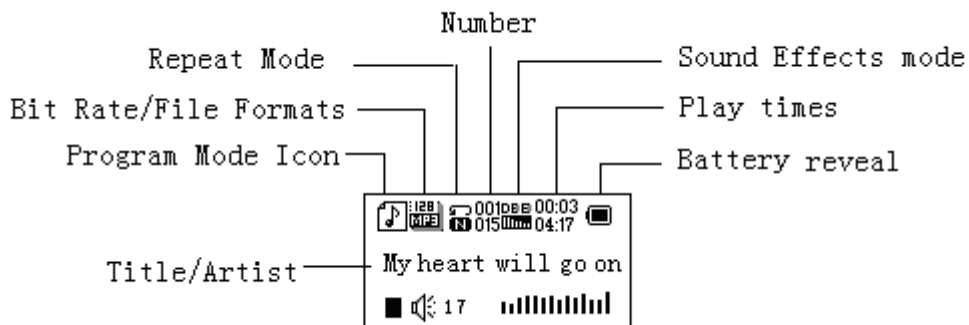 Number
Repeat Mode
Sound Effects mode
Bit Rate/File Formats
Play times
Program Mode Icon
Battery reveal
128 001 DBB 00:03
MP3 N 015 04:17
Title/Artist
My heart will go on
17